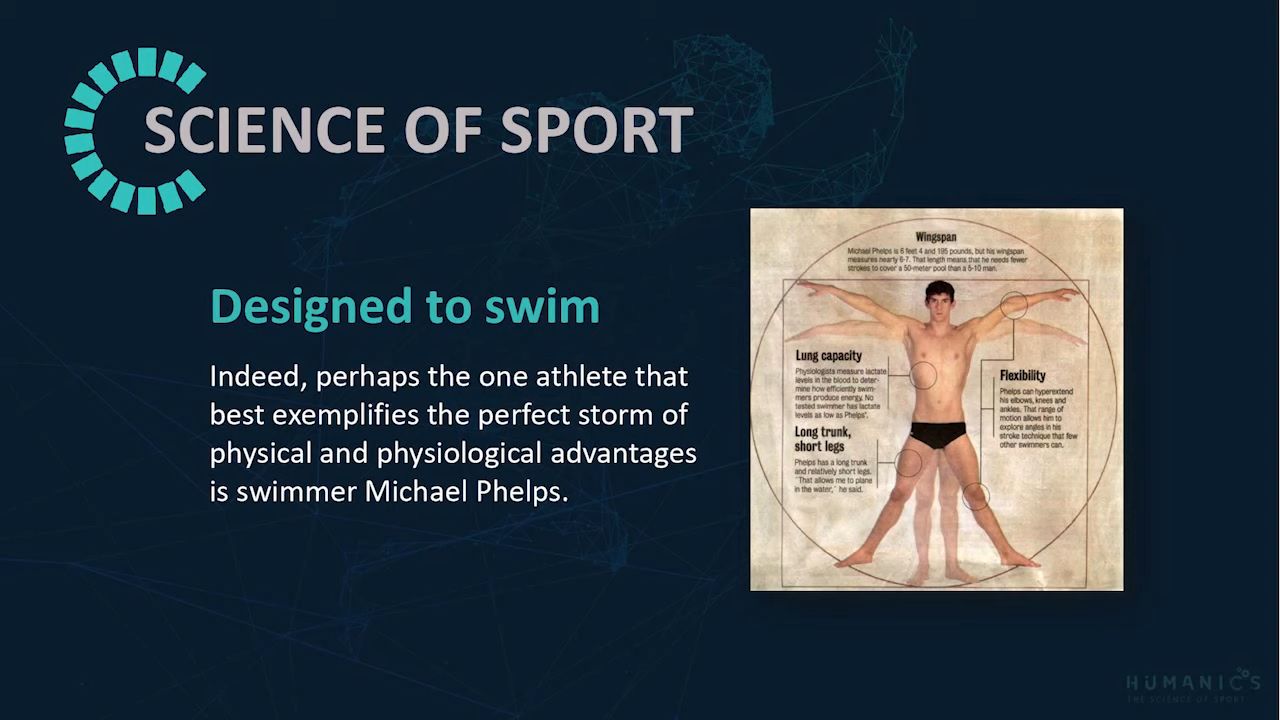 SCIENCE OF SPORT
Designed to swim
Indeed, perhaps the one athlete that
best exemplifies the perfect storm of
physical and physiological advantages
is swimmer Michael Phelps.
Wingspan
Michael Phelps is 6 feet 4 and 195 pounds, but his wingspan
measures nearly 6-7. That length means that he needs fewer
strokes to cover a 50-meter pool than a 5-10 man.
Lung capacity
Physiologists measure lactate
levels in the blood to deter-
mine how efficiently swim-
mers produce energy. No
tested swimmer has lactate
levels as low as Phelps'.
Long trunk,
short legs
Phelps has a long trunk
and relatively short legs.
"That allows me to plane
in the water," he said.
Flexibility
Phelps can hyperextend
his elbows, knees and
ankles. That range of
motion allows him to
explore angles in his
stroke technique that few
other swimmers can.
HUMANICS
THE SCIENCE OF SPORT